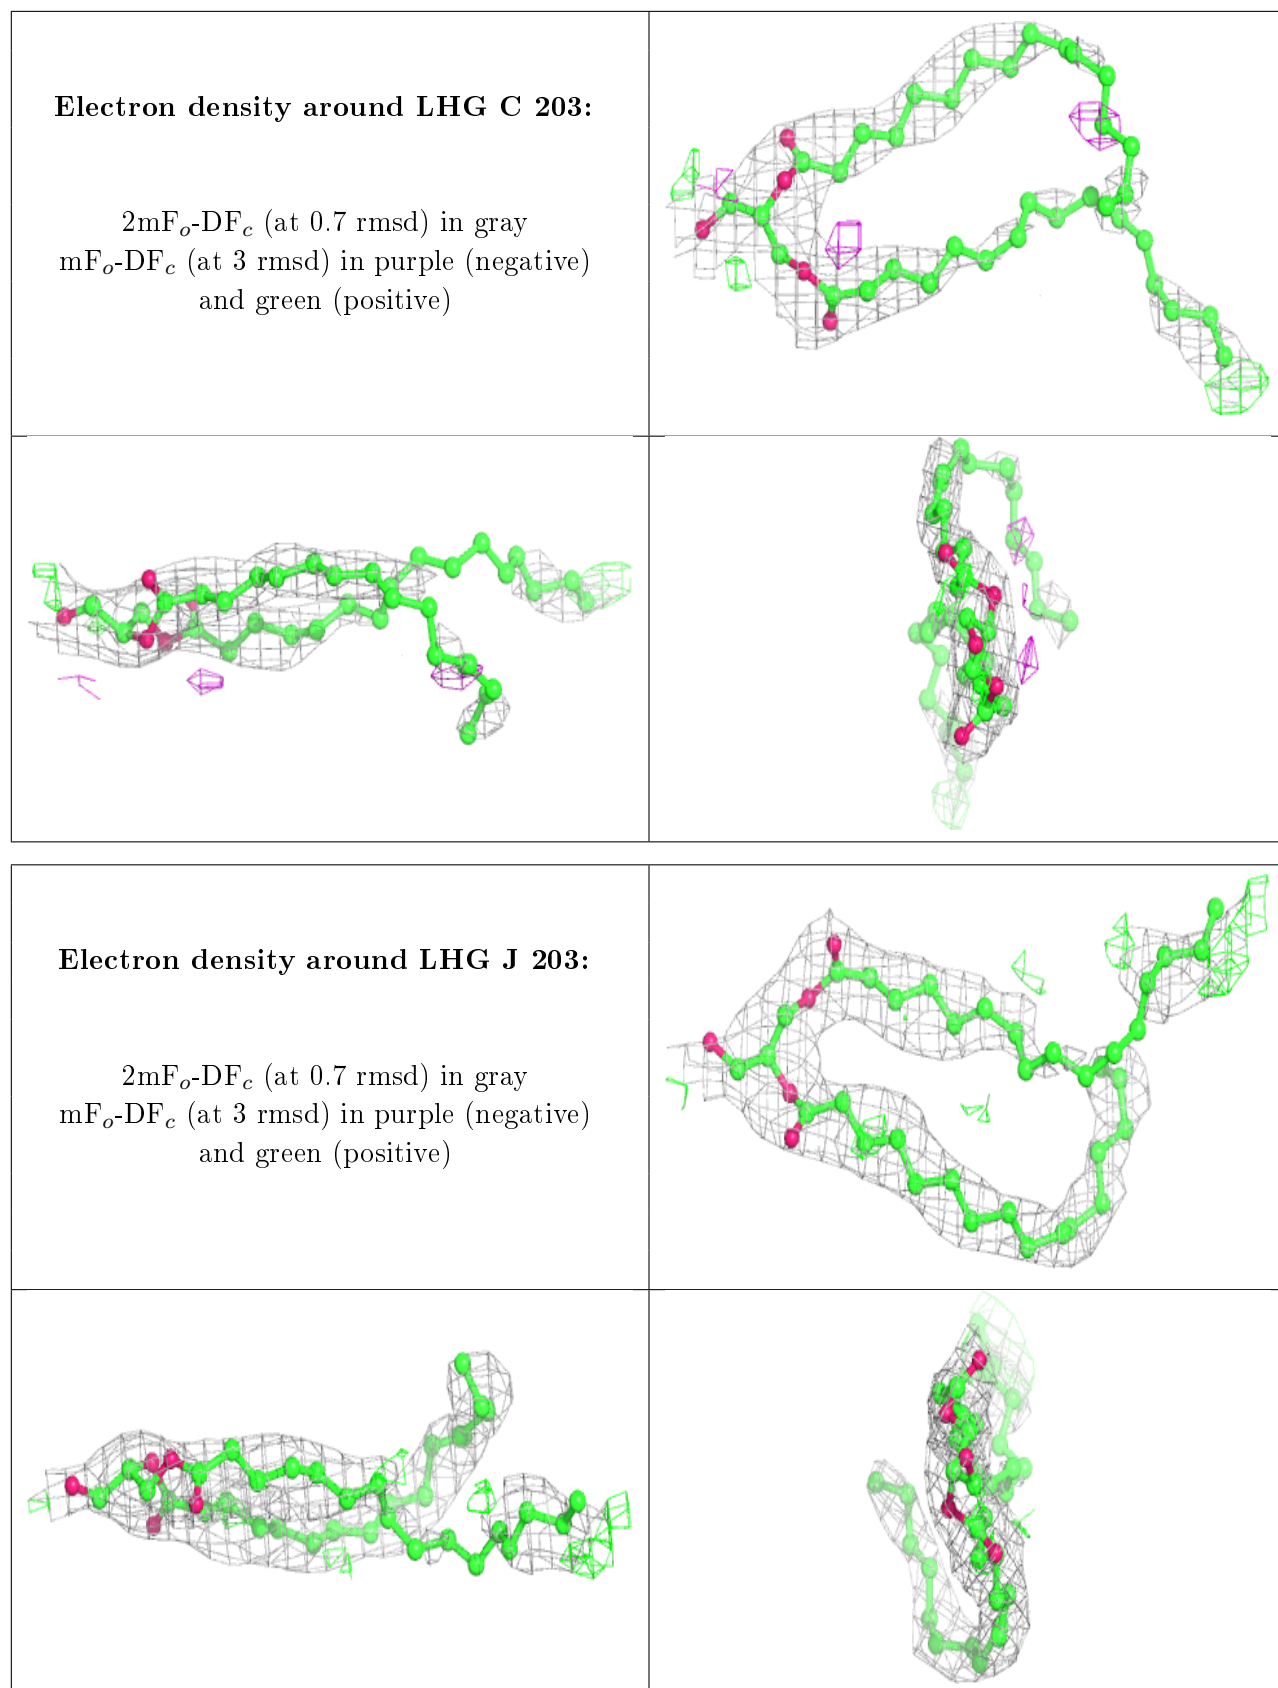 Electron density around LHG C 203:
2mFₒ-DF𝒸 (at 0.7 rmsd) in gray
mFₒ-DF𝒸 (at 3 rmsd) in purple (negative)
and green (positive)
Electron density around LHG J 203:
2mFₒ-DF𝒸 (at 0.7 rmsd) in gray
mFₒ-DF𝒸 (at 3 rmsd) in purple (negative)
and green (positive)